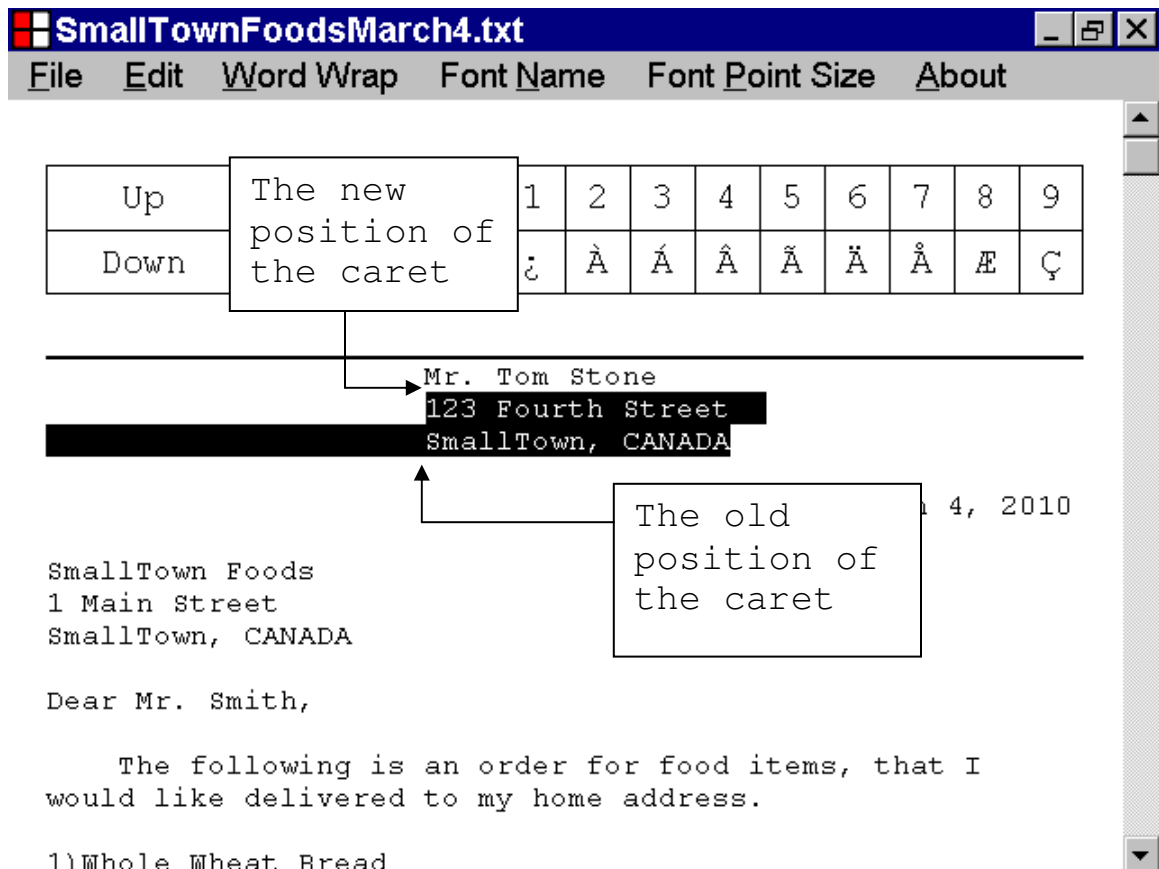 SmallTownFoodsMarch4.txt
File Edit Word Wrap Font Name Font Point Size About
Up 1 2 3 4 5 6 7 8 9
Down ¿ À Á Â Ã Ä Å Æ Ç
The new
position of
the caret
Mr. Tom Stone
123 Fourth Street
SmallTown, CANADA
4, 2010
The old
position of
the caret
SmallTown Foods
1 Main Street
SmallTown, CANADA
Dear Mr. Smith,
The following is an order for food items, that I
would like delivered to my home address.
1)Whole Wheat Bread